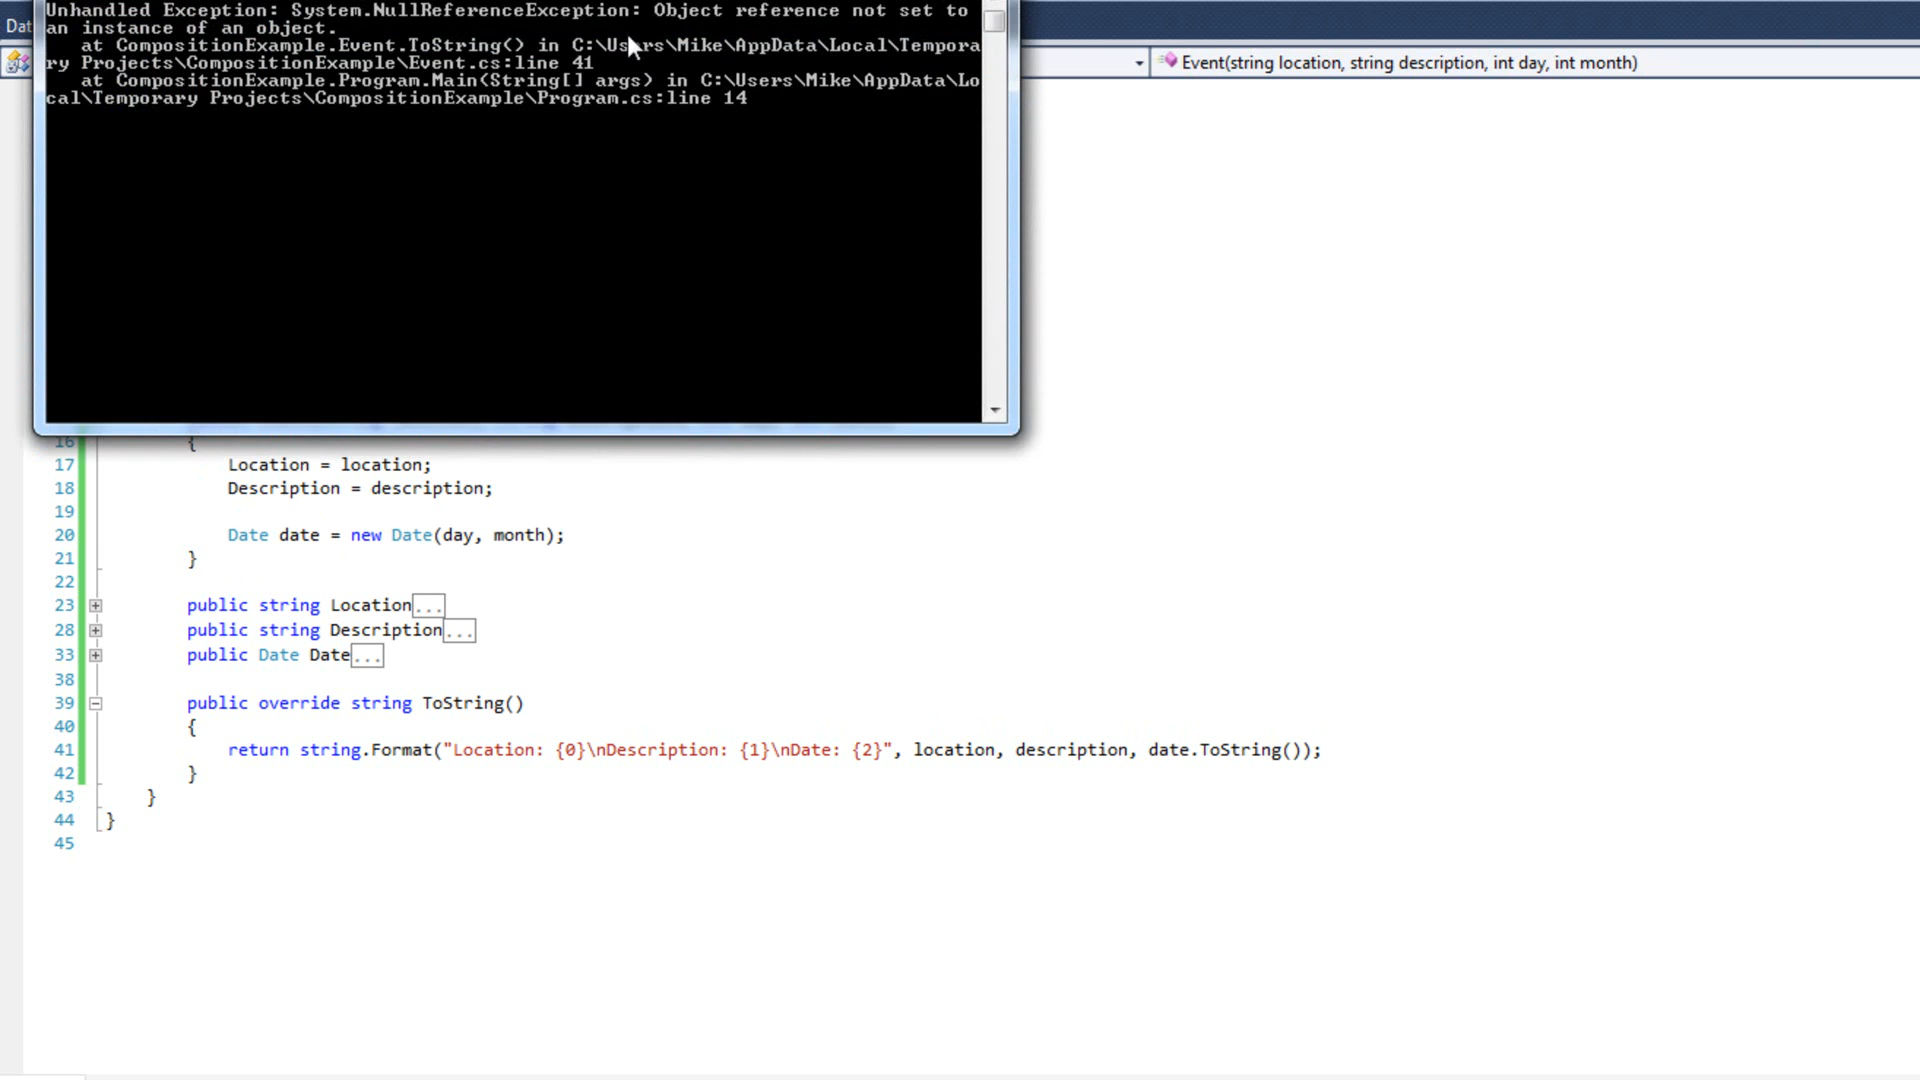 Unhandled Exception: System.NullReferenceException: Object reference not set to
an instance of an object.
at CompositionExample.Event.ToString() in C:\Users\Mike\AppData\Local\Tempora
ry Projects\CompositionExample\Event.cs:line 41
at CompositionExample.Program.Main(String[] args) in C:\Users\Mike\AppData\Lo
cal\Temporary Projects\CompositionExample\Program.cs:line 14
Dat
Event(string location, string description, int day, int month)
16 {
17 Location = location;
18 Description = description;
19
20 Date date = new Date(day, month);
21 }
22
23 public string Location...
28 public string Description...
33 public Date Date...
38
39 public override string ToString()
40 {
41 return string.Format("Location: {0}\nDescription: {1}\nDate: {2}", location, description, date.ToString());
42 }
43 }
44 }
45